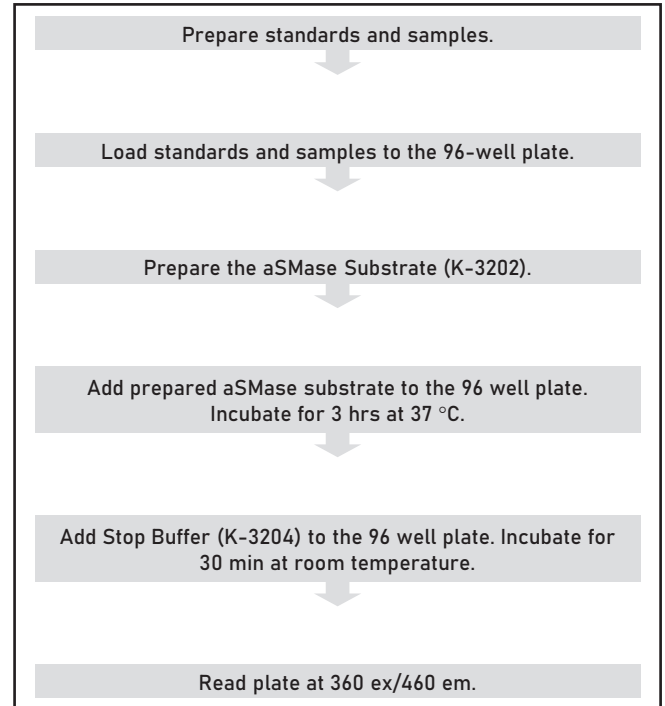 Prepare standards and samples.
Load standards and samples to the 96-well plate.
Prepare the aSMase Substrate (K-3202).
Add prepared aSMase substrate to the 96 well plate.
Incubate for 3 hrs at 37 °C.
Add Stop Buffer (K-3204) to the 96 well plate. Incubate for
30 min at room temperature.
Read plate at 360 ex/460 em.